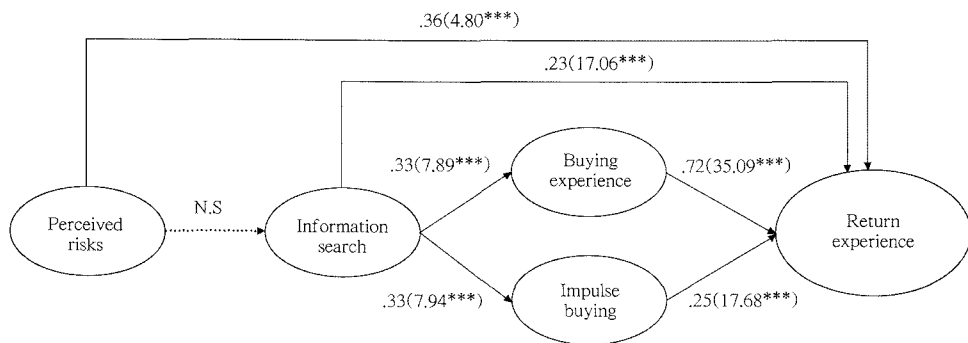 .36(4.80***)
.23(17.06***)
.33(7.89***)
Buying
experience
.72(35.09***)
Perceived
risks
N.S
Information
search
Return
experience
.33(7.94***)
Impulse
buying
.25(17.68***)